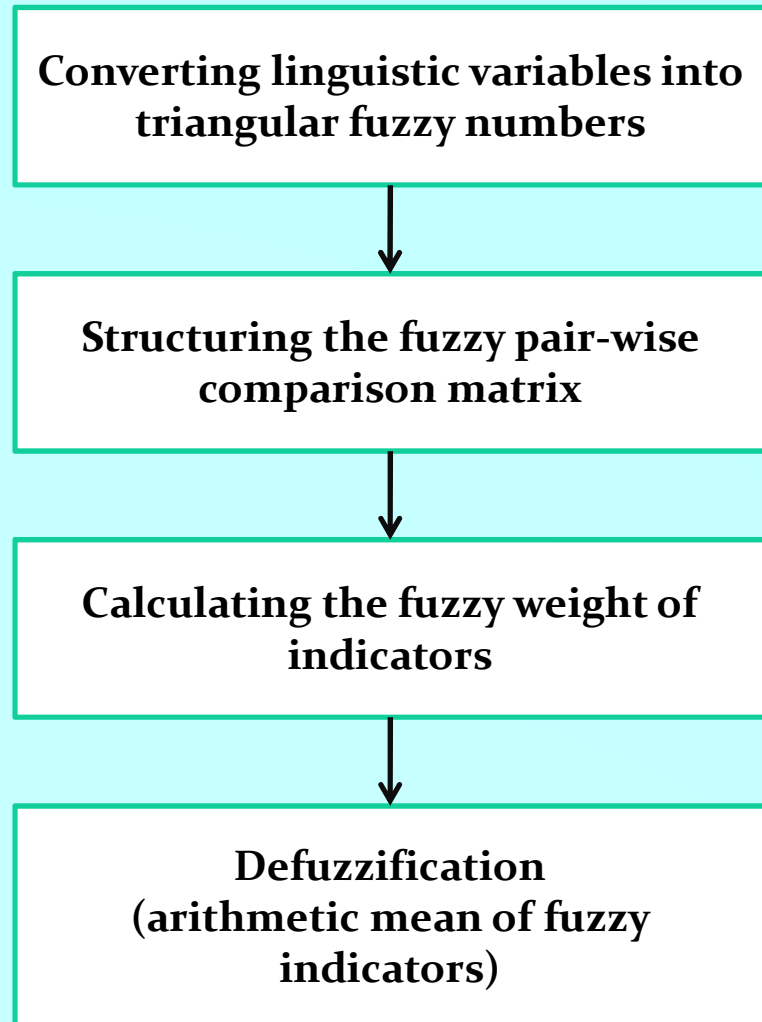 Converting linguistic variables into
triangular fuzzy numbers
Structuring the fuzzy pair-wise
comparison matrix
Calculating the fuzzy weight of
indicators
Defuzzification
(arithmetic mean of fuzzy
indicators)